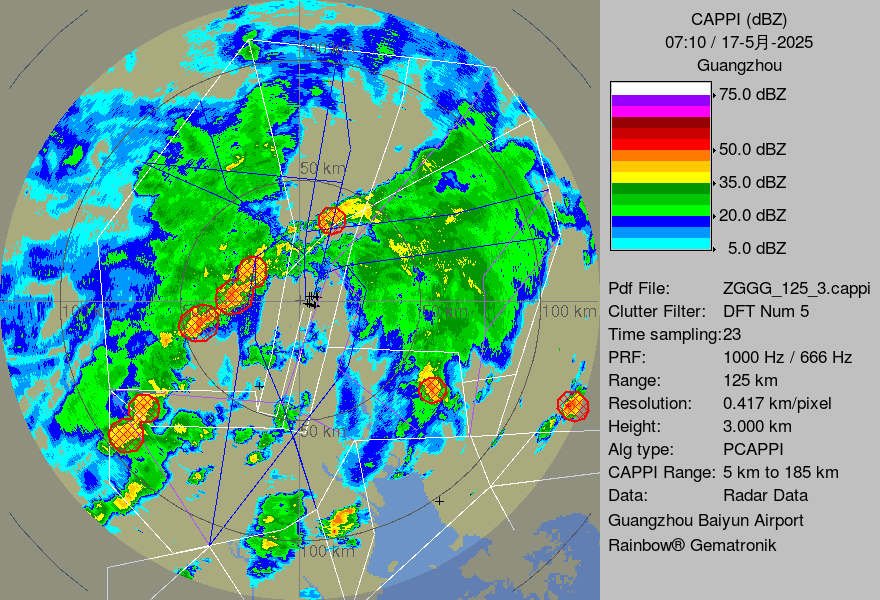 CAPPI (dBZ)
07:10 / 17-5月-2025
Guangzhou
75.0 dBZ
50.0 dBZ
35.0 dBZ
20.0 dBZ
5.0 dBZ
Pdf File: ZGGG_125_3.cappi
Clutter Filter: DFT Num 5
Time sampling:23
PRF: 1000 Hz / 666 Hz
Range: 125 km
Resolution: 0.417 km/pixel
Height: 3.000 km
Alg type: PCAPPI
CAPPI Range: 5 km to 185 km
Data: Radar Data
Guangzhou Baiyun Airport
Rainbow® Gematronik
100 km
50 km
100 km
50 km
100 km